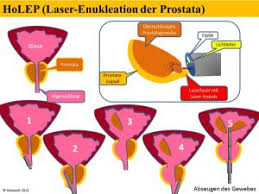 HoLEP (Laser-Enukleation der Prostata)
Überschüssiges
Prostatagewebe
Optik
Lichtleiter
Blase
Prostata
Prostata-
kapsel
Harnröhre
Laserfaser mit
Laser-Impuls
1
2
3
4
5
Absaugen des Gewebes